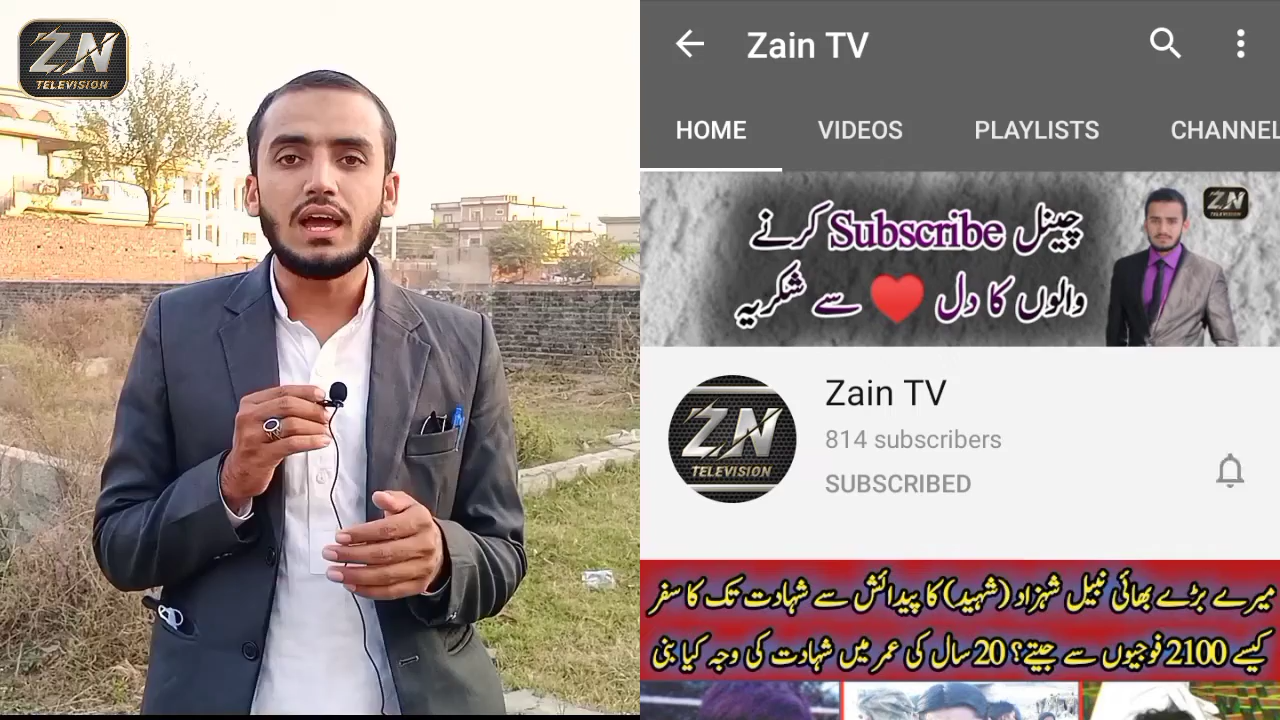 ZN
TELEVISION
Zain TV
HOME VIDEOS PLAYLISTS CHANNEL
چینل Subscribe کرنے
والوں کا دل ❤ سے شکریہ
ZN
TELEVISION
Zain TV
814 subscribers
SUBSCRIBED
ZN
TELEVISION
میرے بڑے بھائی نبیل شہزاد (شہید) کا پیدائش سے شہادت تک کا سفر
کیسے 2100 فوجیوں سے جیتے؟ 20 سال کی عمر میں شہادت کی وجہ کیا بنی